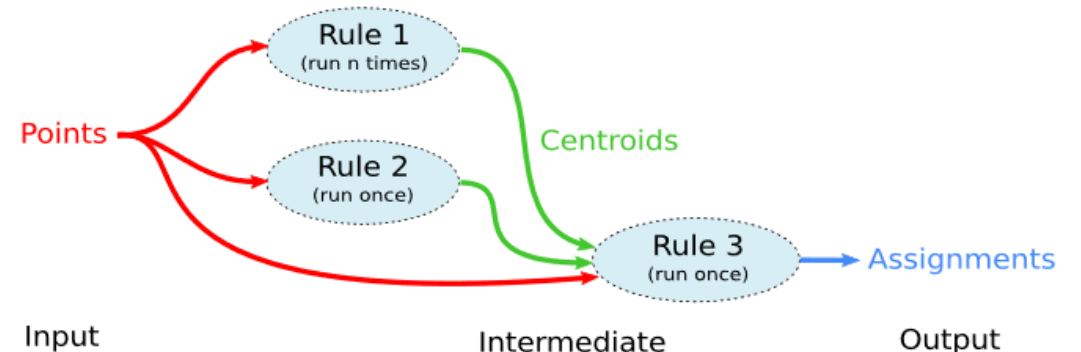 Rule 1
(run n times)
Points
Centroids
Rule 2
(run once)
Rule 3
(run once)
Assignments
Input
Intermediate
Output